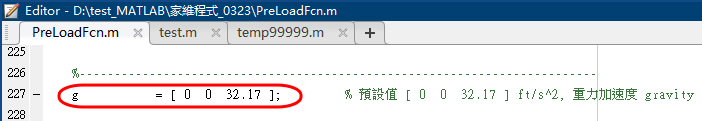 Editor - D:\test_MATLAB\家維程式_0323\PreLoadFcn.m
PreLoadFcn.m × test.m × temp99999.m × +
225
226 %--------------------------------------------------------------------------
227 – g = [ 0 0 32.17 ]; % 預設值 [ 0 0 32.17 ] ft/s^2, 重力加速度 gravity